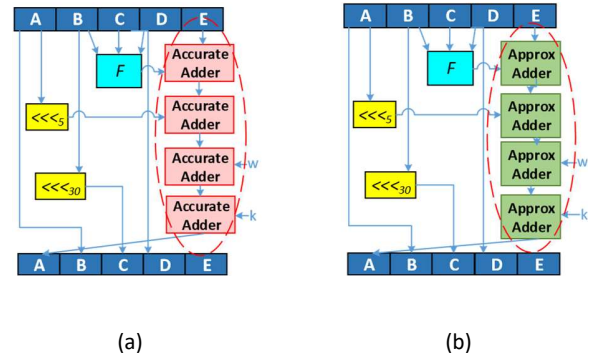 A B C D E
F
Accurate
Adder
<<<5
Accurate
Adder
<<<30
Accurate
Adder
w
Accurate
Adder
k
A B C D E
(a)
A B C D E
F
Approx
Adder
<<<5
Approx
Adder
<<<30
Approx
Adder
w
Approx
Adder
k
A B C D E
(b)